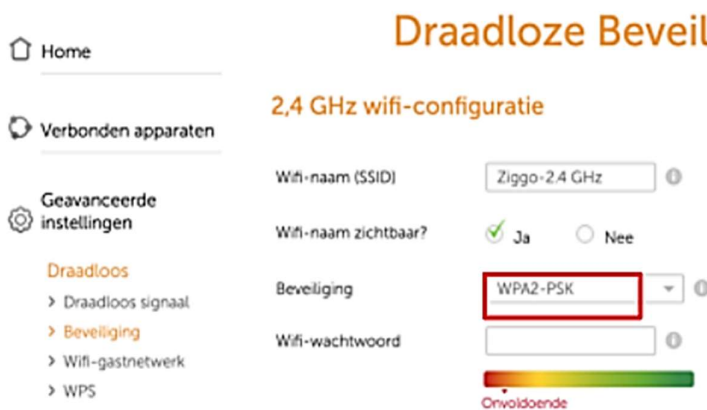 Draadloze Beveil
Home
Verbonden apparaten
Geavanceerde
instellingen
Draadloos
> Draadloos signaal
> Beveiliging
> Wifi-gastnetwerk
> WPS
2,4 GHz wifi-configuratie
Wifi-naam (SSID) Ziggo-2.4 GHz
Wifi-naam zichtbaar? Ja Nee
Beveiliging WPA2-PSK
Wifi-wachtwoord
Onvoldoende